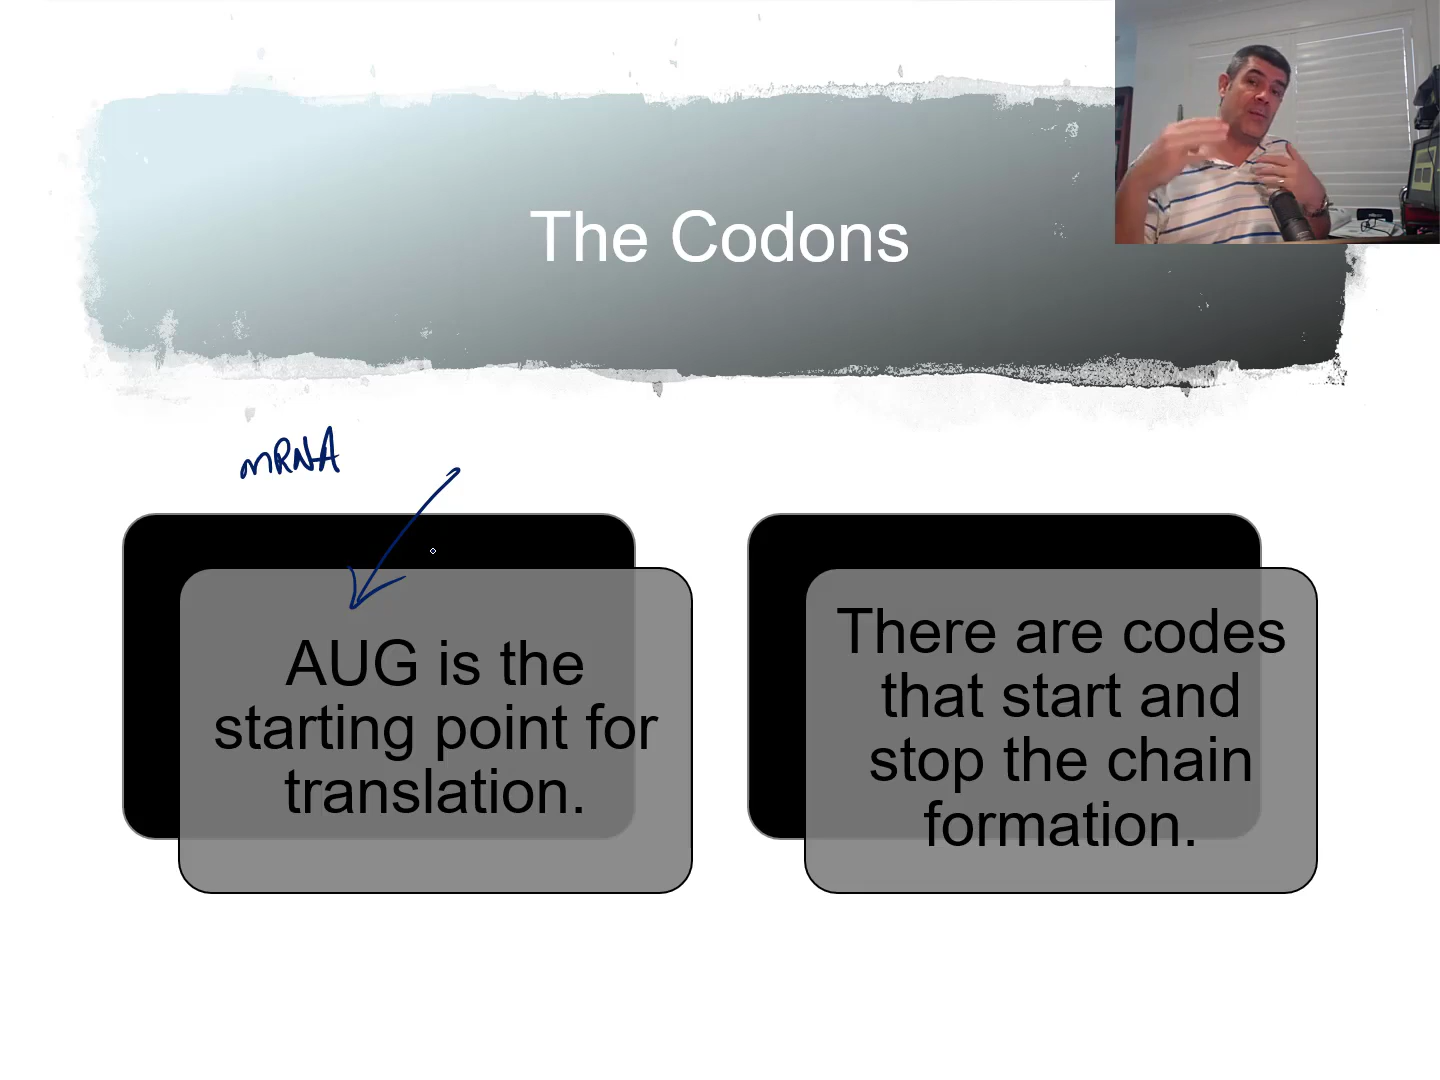 The Codons
mRNA
AUG is the
starting point for
translation.
There are codes
that start and
stop the chain
formation.